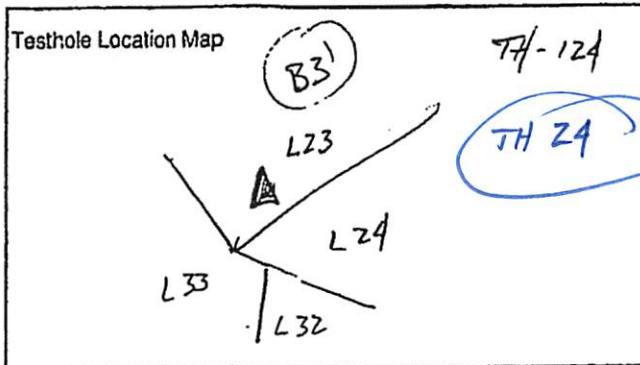 Testhole Location Map
B3'
TH-124
TH 24
L23
L24
L33
L32